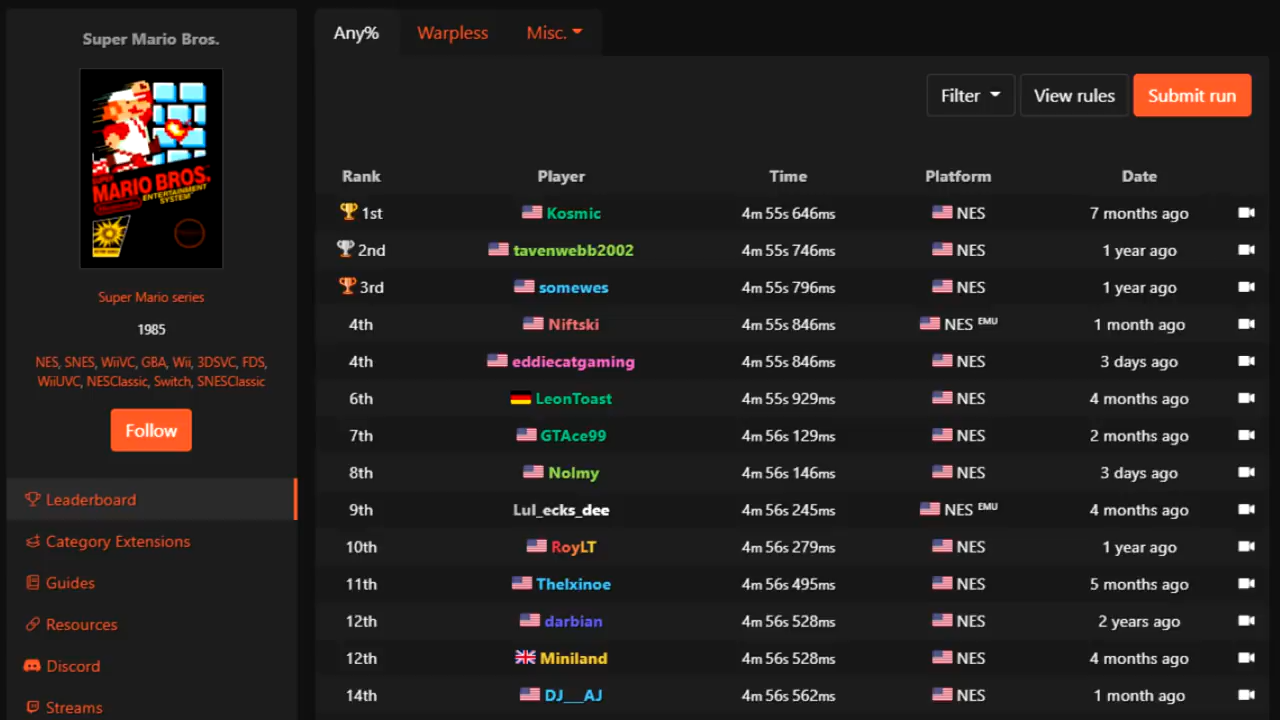 Super Mario Bros.
SUPER
MARIO BROS.
ENTERTAINMENT
SYSTEM
Super Mario series
1985
NES, SNES, WiiVC, GBA, Wii, 3DSVC, FDS,
WiiUVC, NESClassic, Switch, SNESClassic
Follow
Leaderboard
Category Extensions
Guides
Resources
Discord
Streams
Any% Warpless Misc.
Filter View rules Submit run
Rank Player Time Platform Date
1st Kosmic 4m 55s 646ms NES 7 months ago
2nd tavenwebb2002 4m 55s 746ms NES 1 year ago
3rd somewes 4m 55s 796ms NES 1 year ago
4th Niftski 4m 55s 846ms NES EMU 1 month ago
4th eddiecatgaming 4m 55s 846ms NES 3 days ago
6th LeonToast 4m 55s 929ms NES 4 months ago
7th GTAce99 4m 56s 129ms NES 2 months ago
8th Nolmy 4m 56s 146ms NES 3 days ago
9th Lul_ecks_dee 4m 56s 245ms NES EMU 4 months ago
10th RoyLT 4m 56s 279ms NES 1 year ago
11th Thelxinoe 4m 56s 495ms NES 5 months ago
12th darbian 4m 56s 528ms NES 2 years ago
12th Miniland 4m 56s 528ms NES 4 months ago
14th DJ___AJ 4m 56s 562ms NES 1 month ago